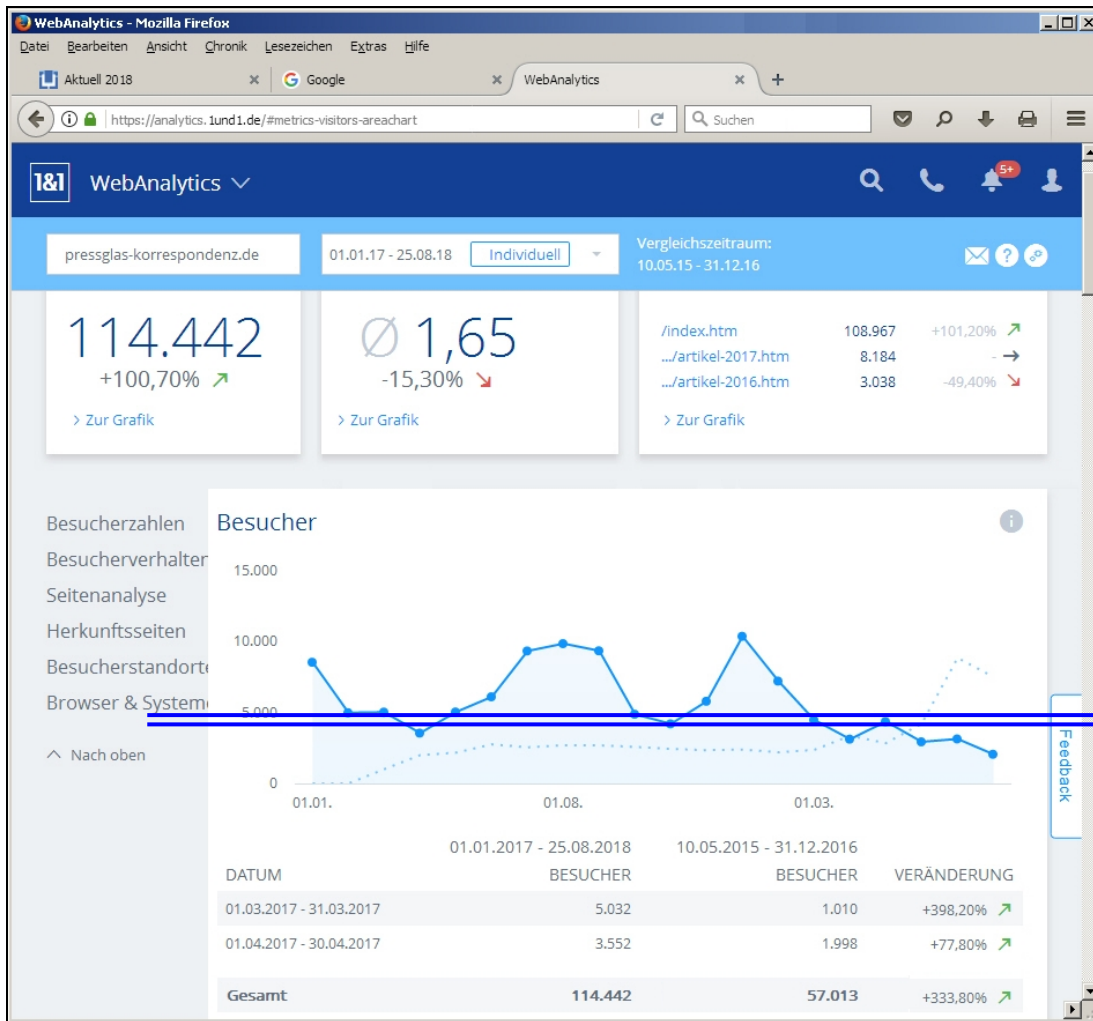 WebAnalytics - Mozilla Firefox
Datei Bearbeiten Ansicht Chronik Lesezeichen Extras Hilfe
Aktuell 2018 Google WebAnalytics
https://analytics.1und1.de/#metrics-visitors-areachart Suchen
1&1 WebAnalytics 5+
pressglas-korrespondenz.de 01.01.17 - 25.08.18 Individuell Vergleichszeitraum:
10.05.15 - 31.12.16
114.442
+100,70%
> Zur Grafik
Ø 1,65
-15,30%
> Zur Grafik
/index.htm 108.967 +101,20%
.../artikel-2017.htm 8.184 -
.../artikel-2016.htm 3.038 -49,40%
> Zur Grafik
Besucherzahlen
Besucherverhalten
Seitenanalyse
Herkunftsseiten
Besucherstandorte
Browser & Systeme
Nach oben
Besucher
15.000
10.000
5.000
0
01.01. 01.08. 01.03.
Feedback
01.01.2017 - 25.08.2018 10.05.2015 - 31.12.2016
DATUM BESUCHER BESUCHER VERÄNDERUNG
01.03.2017 - 31.03.2017 5.032 1.010 +398,20%
01.04.2017 - 30.04.2017 3.552 1.998 +77,80%
Gesamt 114.442 57.013 +333,80%